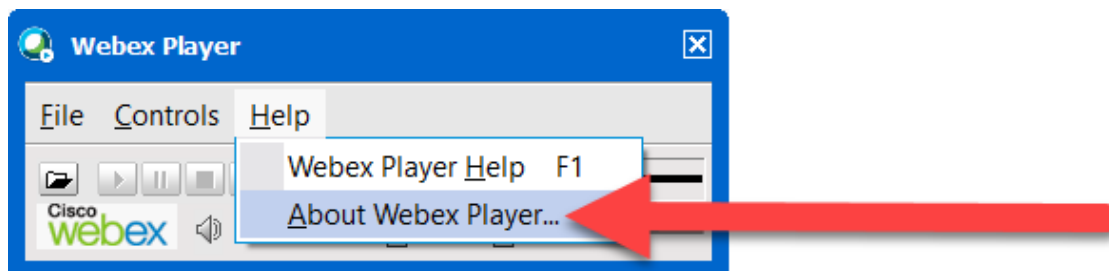 Webex Player
File Controls Help
Webex Player Help F1
About Webex Player...
Cisco
webex